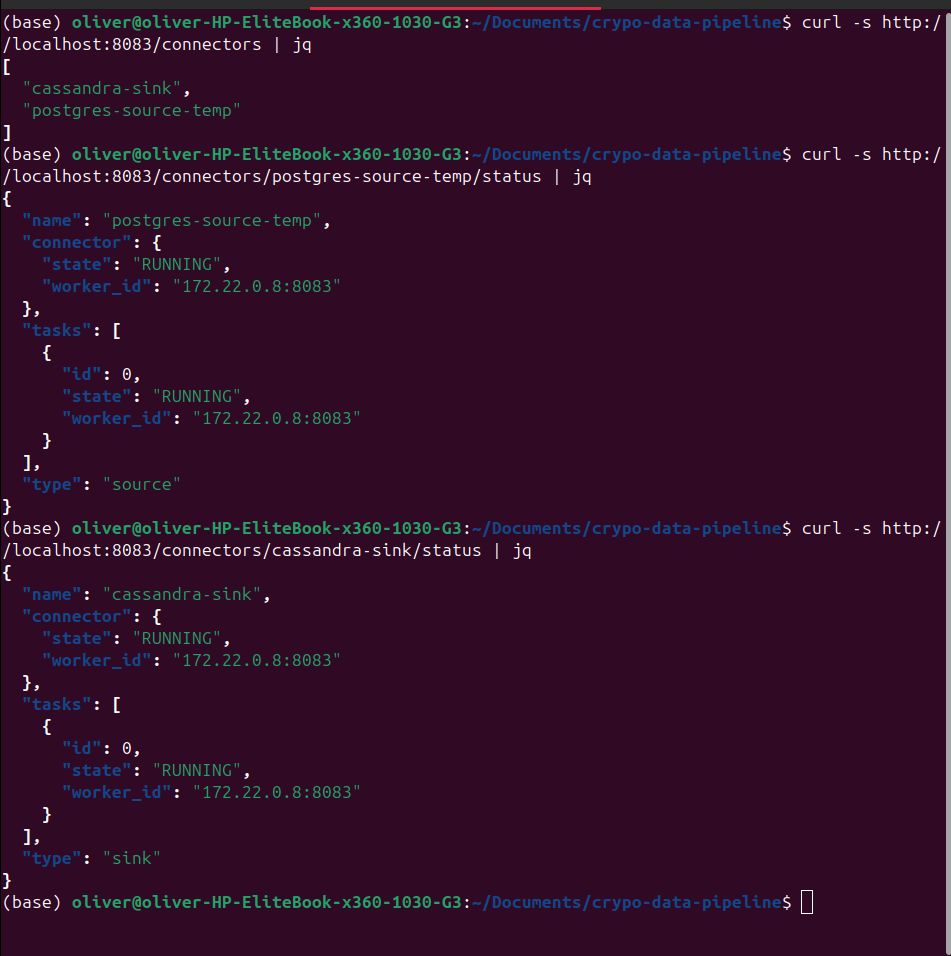 (base) oliver@oliver-HP-EliteBook-x360-1030-G3:~/Documents/crypo-data-pipeline$ curl -s http:/
/localhost:8083/connectors | jq
[
  "cassandra-sink",
  "postgres-source-temp"
]
(base) oliver@oliver-HP-EliteBook-x360-1030-G3:~/Documents/crypo-data-pipeline$ curl -s http:/
/localhost:8083/connectors/postgres-source-temp/status | jq
{
  "name": "postgres-source-temp",
  "connector": {
    "state": "RUNNING",
    "worker_id": "172.22.0.8:8083"
  },
  "tasks": [
    {
      "id": 0,
      "state": "RUNNING",
      "worker_id": "172.22.0.8:8083"
    }
  ],
  "type": "source"
}
(base) oliver@oliver-HP-EliteBook-x360-1030-G3:~/Documents/crypo-data-pipeline$ curl -s http:/
/localhost:8083/connectors/cassandra-sink/status | jq
{
  "name": "cassandra-sink",
  "connector": {
    "state": "RUNNING",
    "worker_id": "172.22.0.8:8083"
  },
  "tasks": [
    {
      "id": 0,
      "state": "RUNNING",
      "worker_id": "172.22.0.8:8083"
    }
  ],
  "type": "sink"
}
(base) oliver@oliver-HP-EliteBook-x360-1030-G3:~/Documents/crypo-data-pipeline$